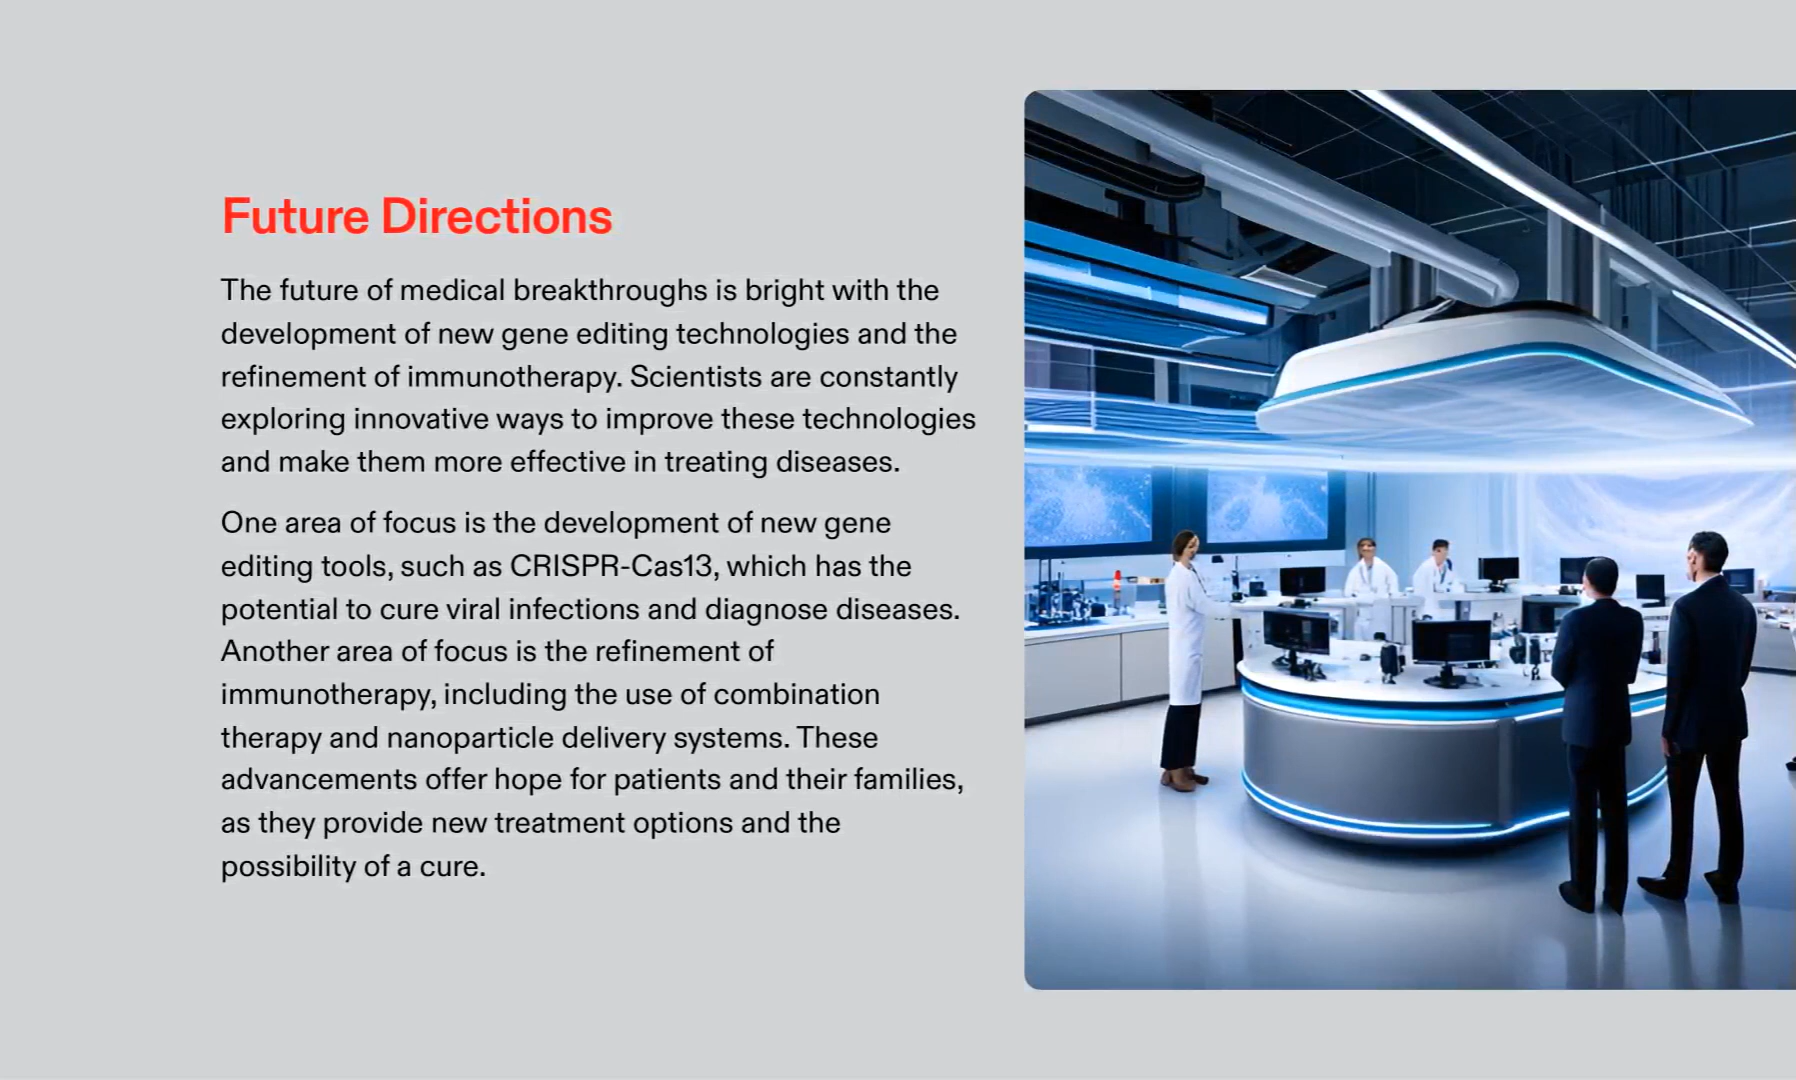 Future Directions
The future of medical breakthroughs is bright with the
development of new gene editing technologies and the
refinement of immunotherapy. Scientists are constantly
exploring innovative ways to improve these technologies
and make them more effective in treating diseases.
One area of focus is the development of new gene
editing tools, such as CRISPR-Cas13, which has the
potential to cure viral infections and diagnose diseases.
Another area of focus is the refinement of
immunotherapy, including the use of combination
therapy and nanoparticle delivery systems. These
advancements offer hope for patients and their families,
as they provide new treatment options and the
possibility of a cure.